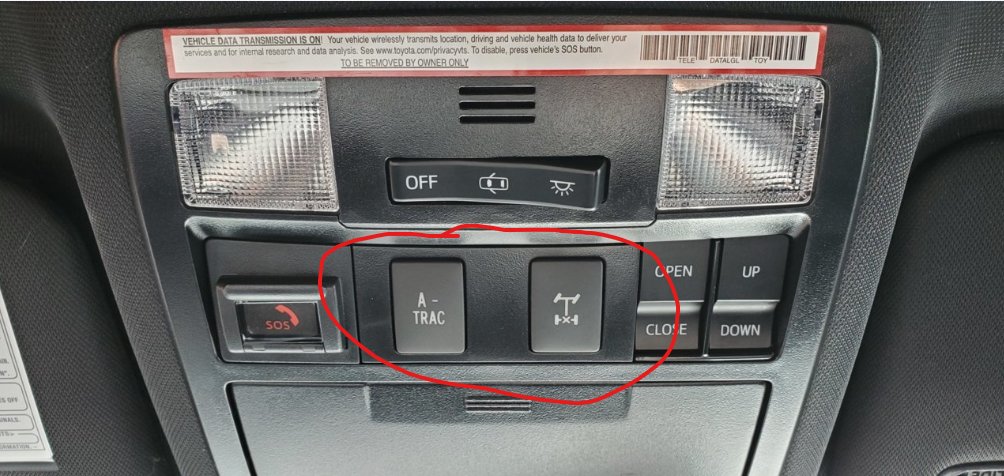 VEHICLE DATA TRANSMISSION IS ON! Your vehicle wirelessly transmits location, driving and vehicle health data to deliver your
services and for internal research and data analysis. See www.toyota.com/privacyvts. To disable, press vehicle's SOS button.
TO BE REMOVED BY OWNER ONLY
TELE DATALGL TOY
OFF
SOS
A -
TRAC
OPEN
UP
CLOSE
DOWN